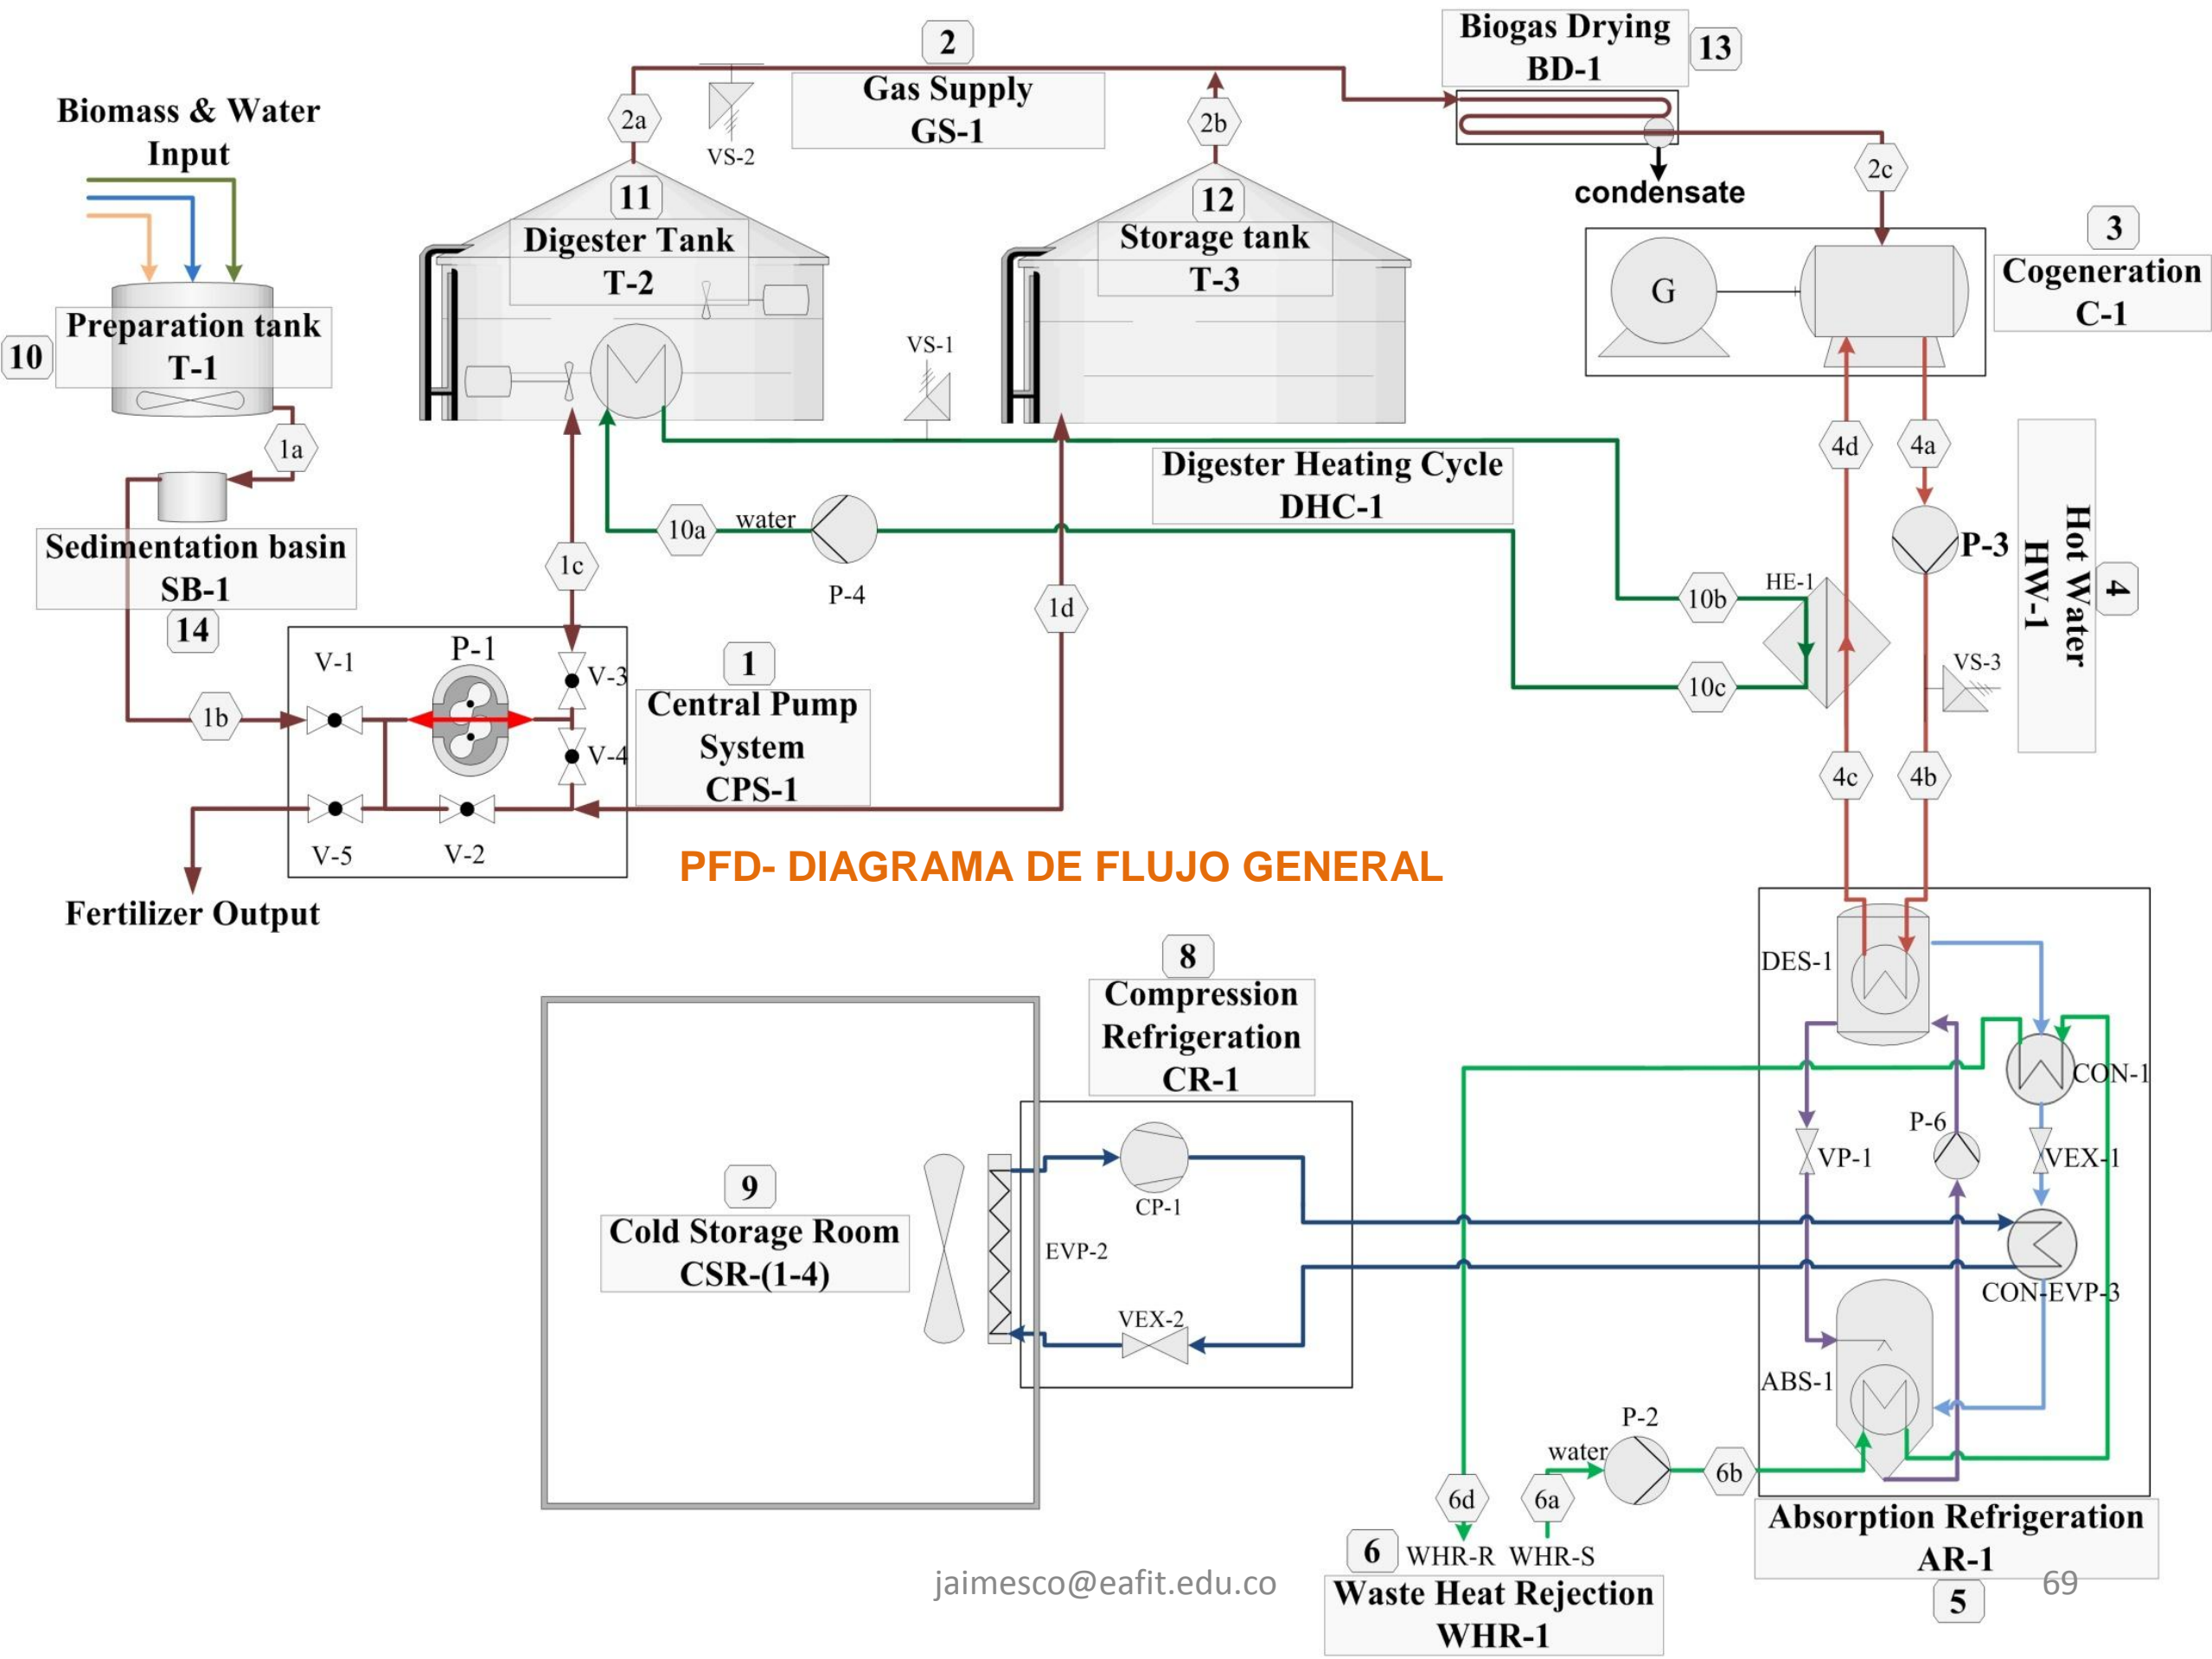 2
Gas Supply
GS-1
Biogas Drying
BD-1
13
condensate
Biomass & Water
Input
2a
VS-2
2b
2c
11
Digester Tank
T-2
12
Storage tank
T-3
3
Cogeneration
C-1
G
10
Preparation tank
T-1
VS-1
1a
Sedimentation basin
SB-1
14
10a
water
P-4
Digester Heating Cycle
DHC-1
4d
4a
P-3
Hot Water
HW-1
4
1c
1d
10b
HE-1
10c
VS-3
4c
4b
1b
V-1
P-1
V-3
V-4
V-5
V-2
1
Central Pump
System
CPS-1
PFD- DIAGRAMA DE FLUJO GENERAL
Fertilizer Output
8
Compression
Refrigeration
CR-1
9
Cold Storage Room
CSR-(1-4)
EVP-2
CP-1
VEX-2
DES-1
CON-1
P-6
VP-1
VEX-1
CON-EVP-3
ABS-1
P-2
water
6b
6d
6a
6
WHR-R
WHR-S
Waste Heat Rejection
WHR-1
Absorption Refrigeration
AR-1
5
jaimesco@eafit.edu.co
69